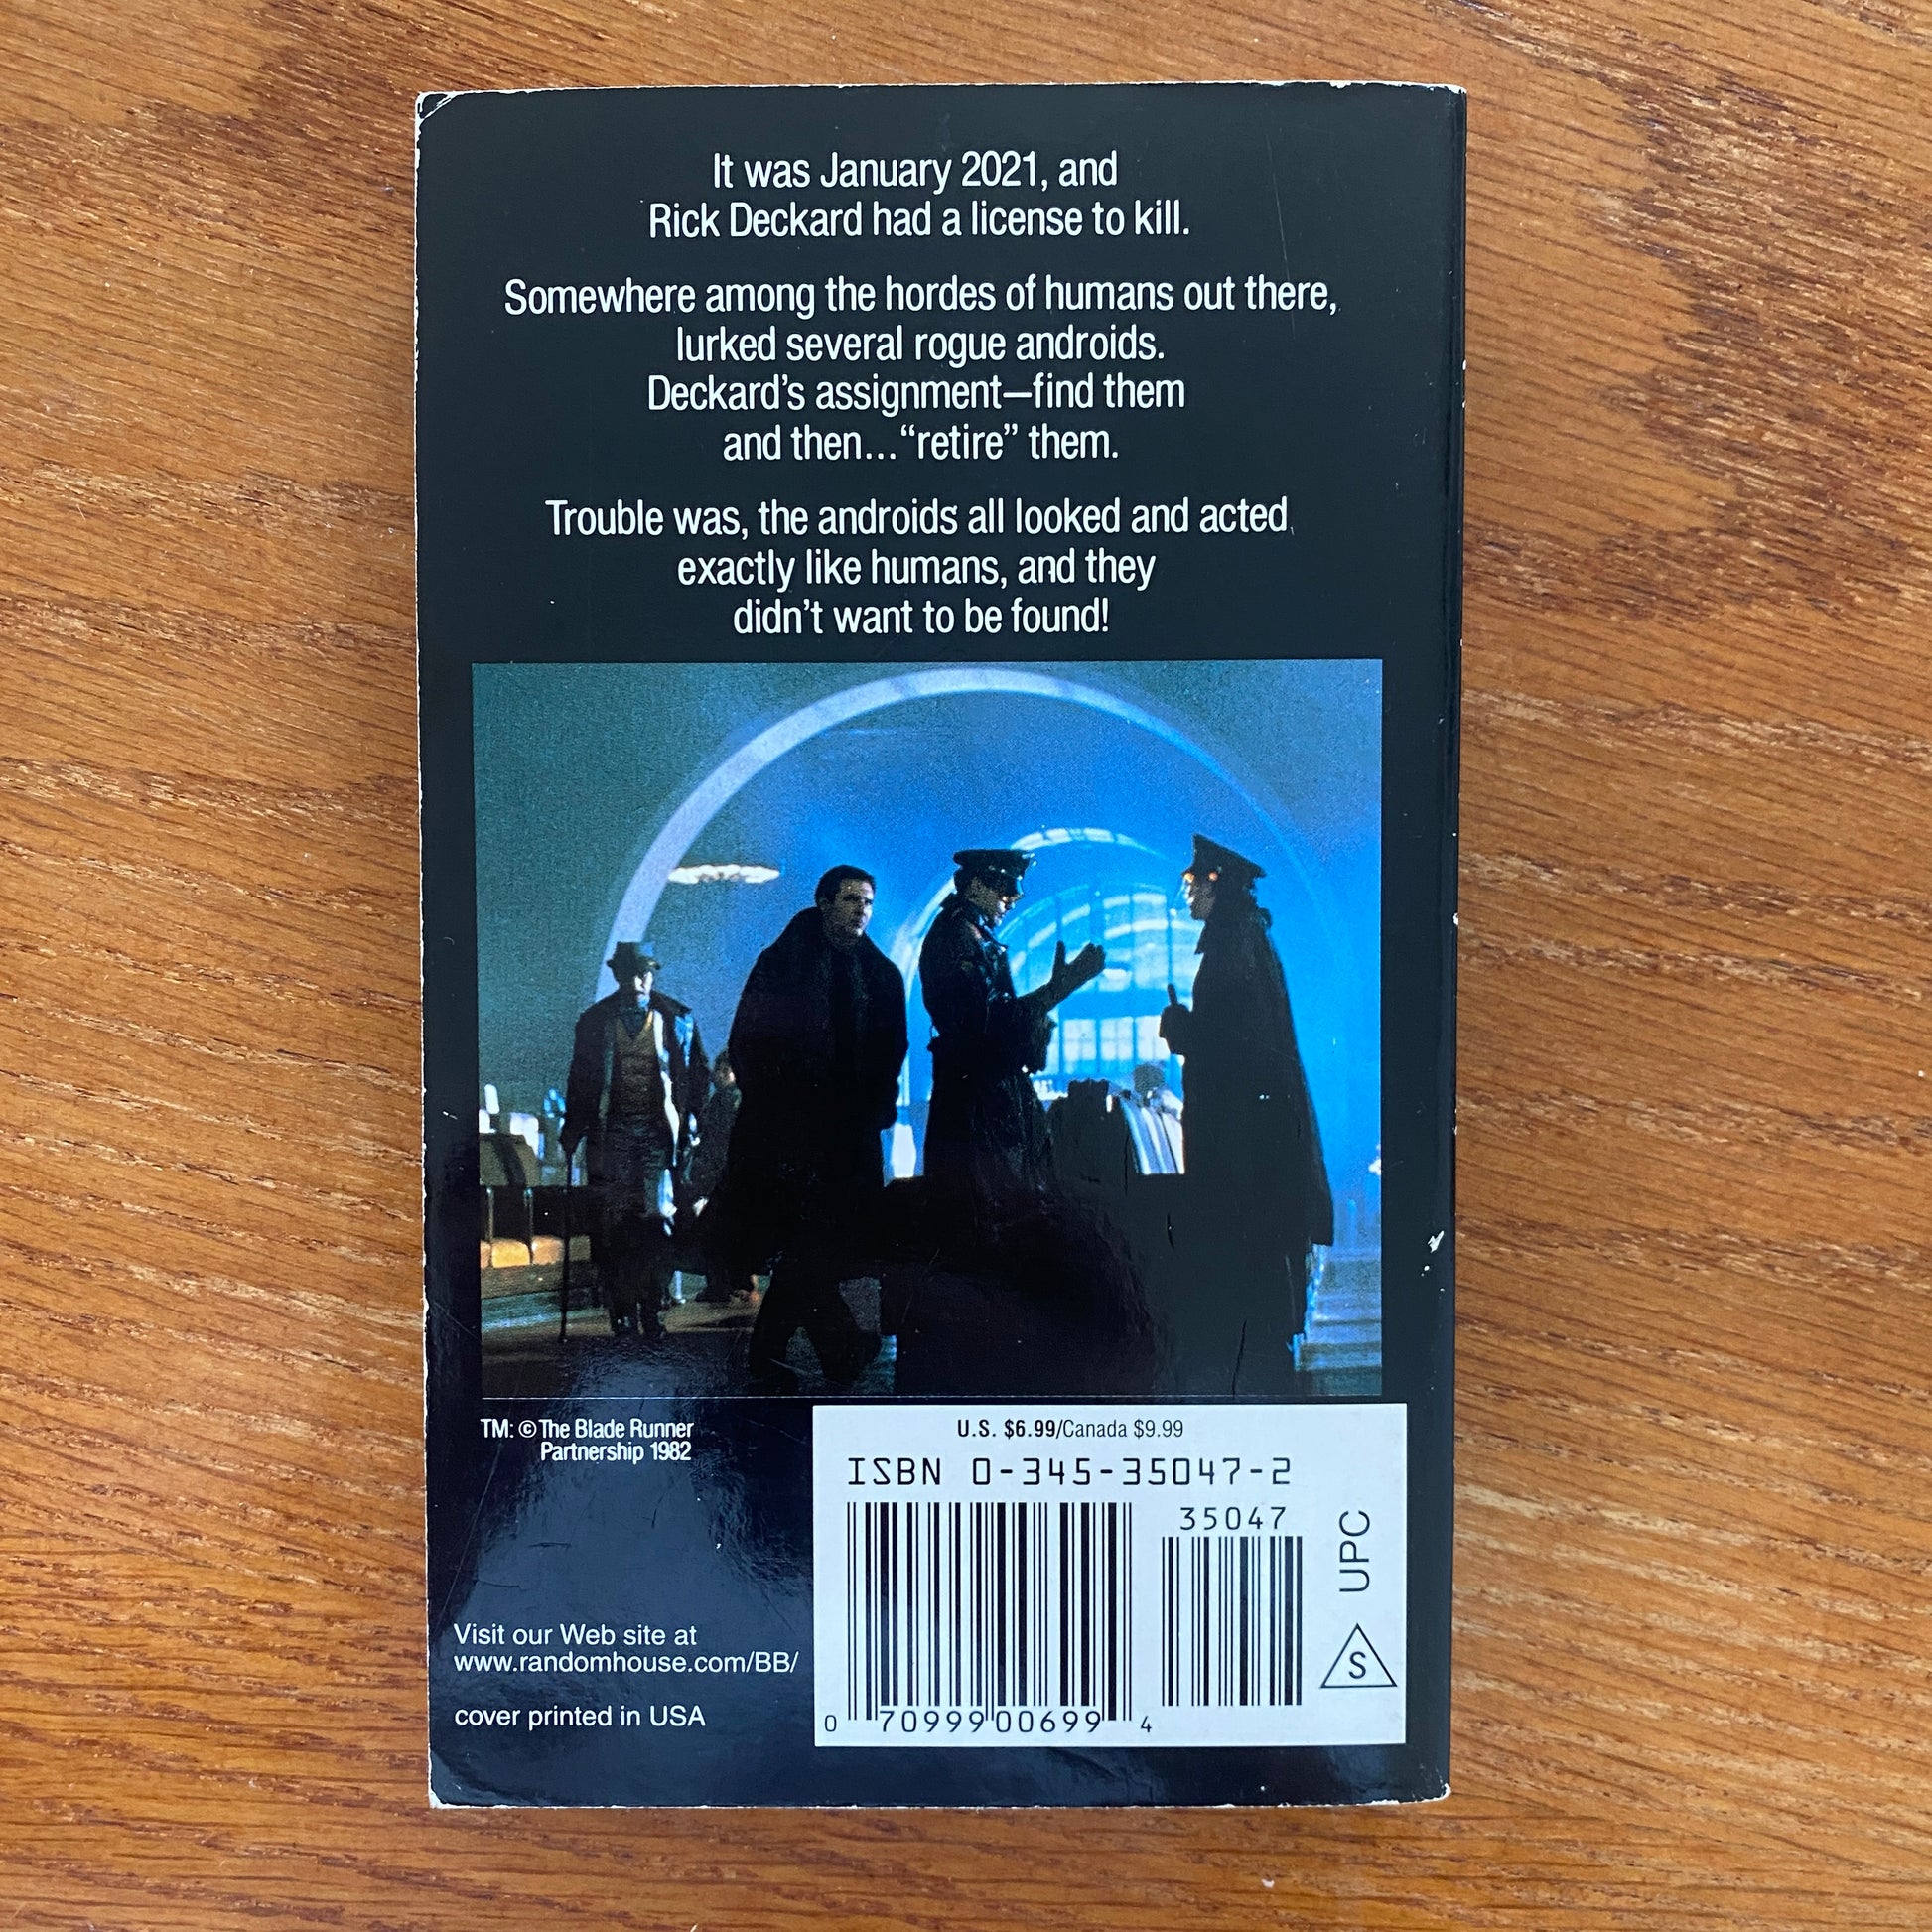 It was January 2021, and
Rick Deckard had a license to kill.
Somewhere among the hordes of humans out there,
lurked several rogue androids.
Deckard’s assignment—find them
and then...“retire” them.
Trouble was, the androids all looked and acted
exactly like humans, and they
didn’t want to be found!
TM: © The Blade Runner
Partnership 1982
U.S. $6.99/Canada $9.99
ISBN 0-345-35047-2
35047
UPC
S
0 70999 00699 4
Visit our Web site at
www.randomhouse.com/BB/
cover printed in USA